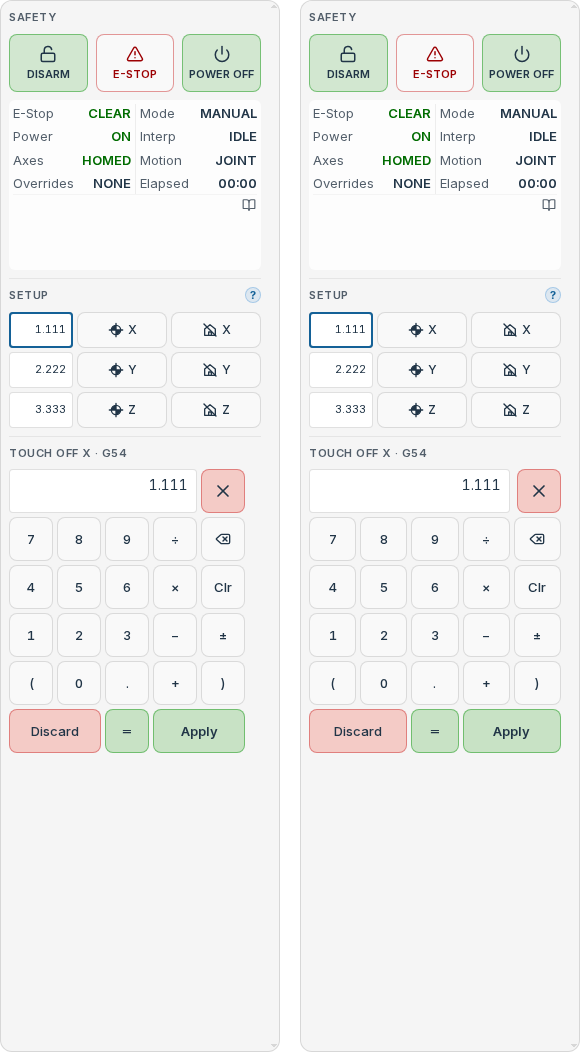 SAFETY
DISARM E-STOP POWER OFF
E-Stop CLEAR Mode MANUAL
Power ON Interp IDLE
Axes HOMED Motion JOINT
Overrides NONE Elapsed 00:00
SETUP ?
1.111 X X
2.222 Y Y
3.333 Z Z
TOUCH OFF X · G54
1.111
7 8 9 ÷
4 5 6 × Clr
1 2 3 − ±
( 0 . + )
Discard = Apply
SAFETY
DISARM E-STOP POWER OFF
E-Stop CLEAR Mode MANUAL
Power ON Interp IDLE
Axes HOMED Motion JOINT
Overrides NONE Elapsed 00:00
SETUP ?
1.111 X X
2.222 Y Y
3.333 Z Z
TOUCH OFF X · G54
1.111
7 8 9 ÷
4 5 6 × Clr
1 2 3 − ±
( 0 . + )
Discard = Apply